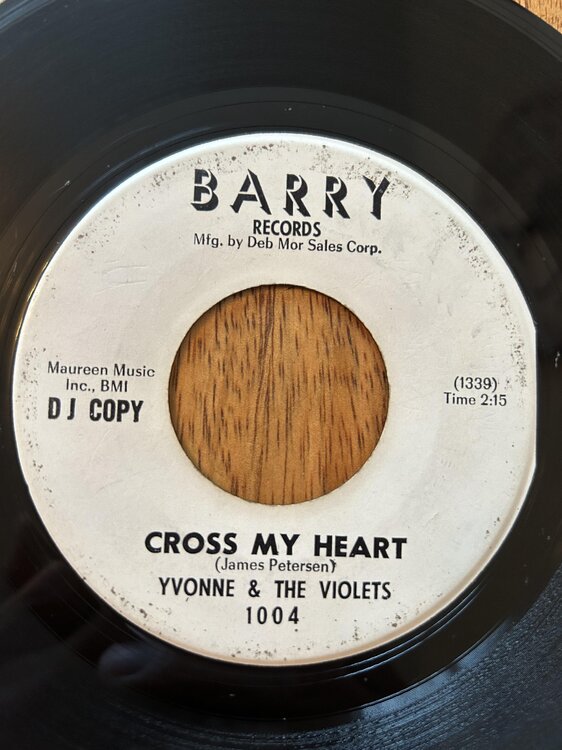 BARRY
RECORDS
Mfg. by Deb Mor Sales Corp.
Maureen Music
Inc., BMI
DJ COPY
(1339)
Time 2:15
CROSS MY HEART
(James Petersen)
YVONNE & THE VIOLETS
1004